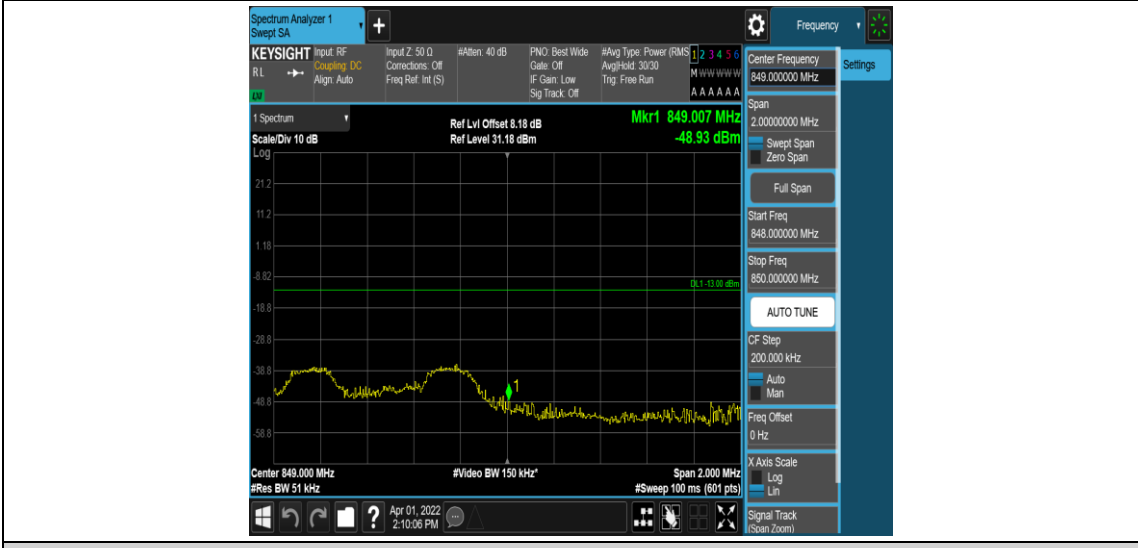 Spectrum Analyzer 1
Swept SA
+
Frequency
KEYSIGHT
RL
LXI
Input: RF
Coupling: DC
Align: Auto
Input Z: 50 Ω
Corrections: Off
Freq Ref: Int (S)
#Atten: 40 dB
PNO: Best Wide
Gate: Off
IF Gain: Low
Sig Track: Off
#Avg Type: Power (RMS
Avg|Hold: 30/30
Trig: Free Run
1 2 3 4 5 6
M W W W W W
A A A A A A
1 Spectrum
Scale/Div 10 dB
Log
Ref Lvl Offset 8.18 dB
Ref Level 31.18 dBm
Mkr1 849.007 MHz
-48.93 dBm
21.2
11.2
1.18
-8.82
DL1 -13.00 dBm
-18.8
-28.8
-38.8
1
-48.8
-58.8
Center 849.000 MHz
#Res BW 51 kHz
#Video BW 150 kHz*
Span 2.000 MHz
#Sweep 100 ms (601 pts)
?
Apr 01, 2022
2:10:06 PM
Center Frequency
849.000000 MHz
Span
2.00000000 MHz
Swept Span
Zero Span
Full Span
Start Freq
848.000000 MHz
Stop Freq
850.000000 MHz
AUTO TUNE
CF Step
200.000 kHz
Auto
Man
Freq Offset
0 Hz
X Axis Scale
Log
Lin
Signal Track
(Span Zoom)
Settings